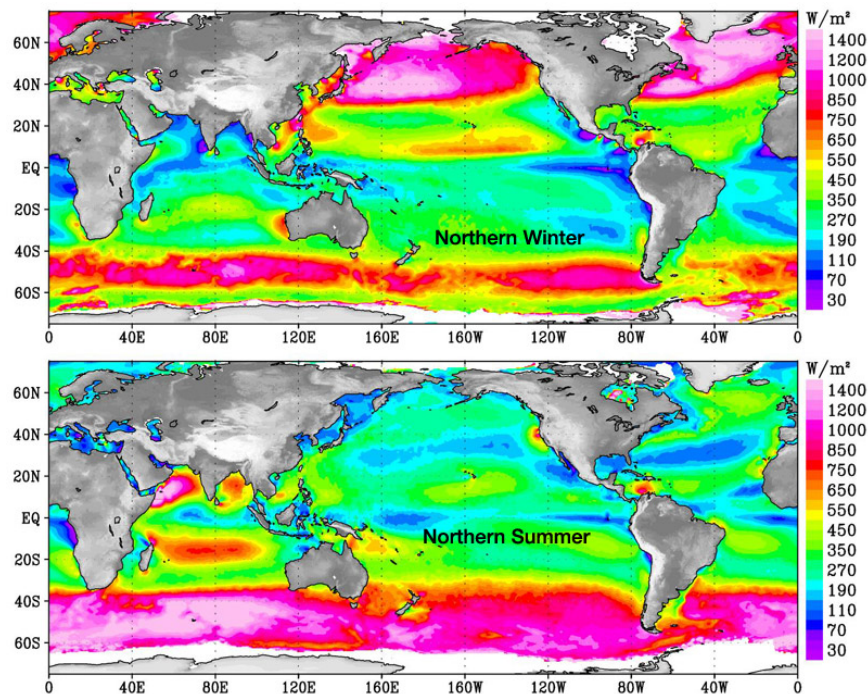 W/m²
60N
40N
20N
EQ
20S
40S
60S
1400
1200
1000
850
750
650
550
450
350
270
190
110
70
30
Northern Winter
0
40E
80E
120E
160E
160W
120W
80W
40W
0
W/m²
60N
40N
20N
EQ
20S
40S
60S
1400
1200
1000
850
750
650
550
450
350
270
190
110
70
30
Northern Summer
0
40E
80E
120E
160E
160W
120W
80W
40W
0